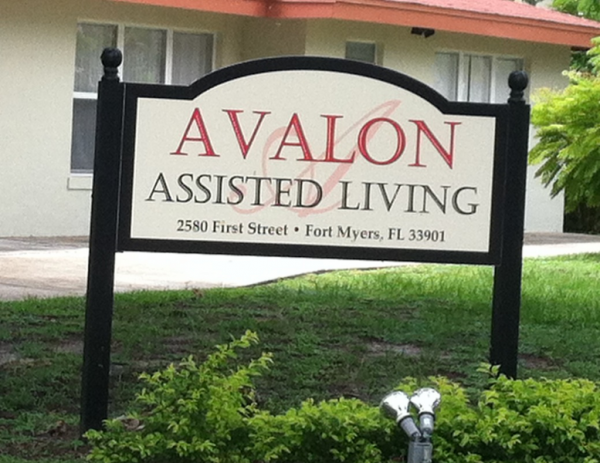 AVALON
ASSISTED LIVING
2580 First Street • Fort Myers, FL 33901